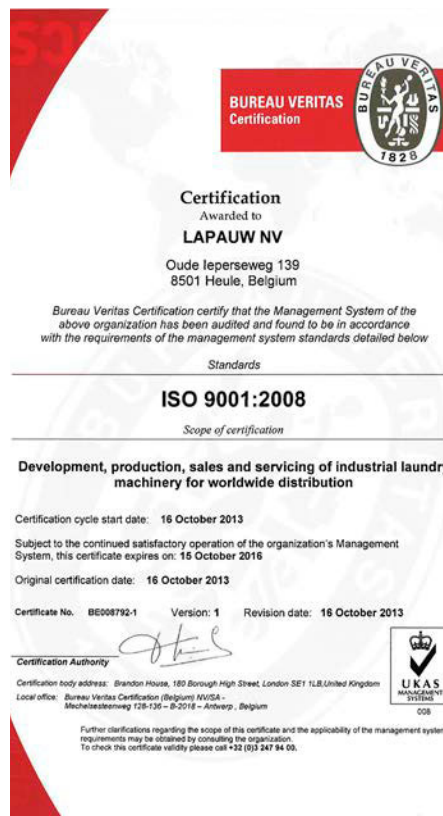 BUREAU VERITAS
Certification
BUREAU VERITAS
1828
Certification
Awarded to
LAPAUW NV
Oude Ieperseweg 139
8501 Heule, Belgium
Bureau Veritas Certification certify that the Management System of the
above organization has been audited and found to be in accordance
with the requirements of the management system standards detailed below
Standards
ISO 9001:2008
Scope of certification
Development, production, sales and servicing of industrial laundry
machinery for worldwide distribution
Certification cycle start date: 16 October 2013
Subject to the continued satisfactory operation of the organization's Management
System, this certificate expires on: 15 October 2016
Original certification date: 16 October 2013
Certificate No. BE008792-1 Version: 1 Revision date: 16 October 2013
Certification Authority
Certification body address: Brandon House, 180 Borough High Street, London SE1 1LB,United Kingdom
Local office: Bureau Veritas Certification (Belgium) NV/SA -
Mechelsesteenweg 128-136 – B-2018 – Antwerp , Belgium
UKAS
MANAGEMENT
SYSTEMS
008
Further clarifications regarding the scope of this certificate and the applicability of the management system
requirements may be obtained by consulting the organization.
To check this certificate validity please call +32 (0)3 247 94 00.